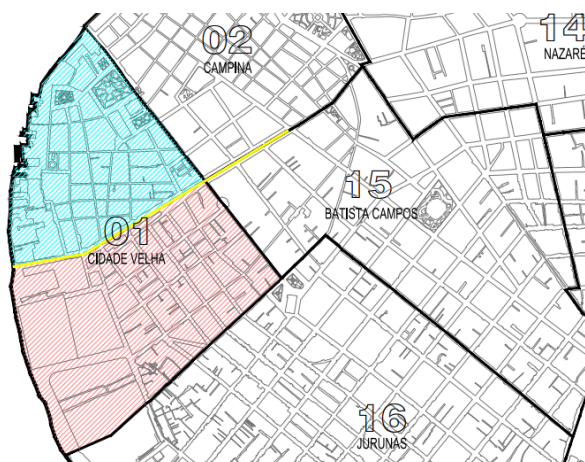 02
CAMPINA
14
NAZARÉ
15
BATISTA CAMPOS
01
CIDADE VELHA
16
JURUNAS